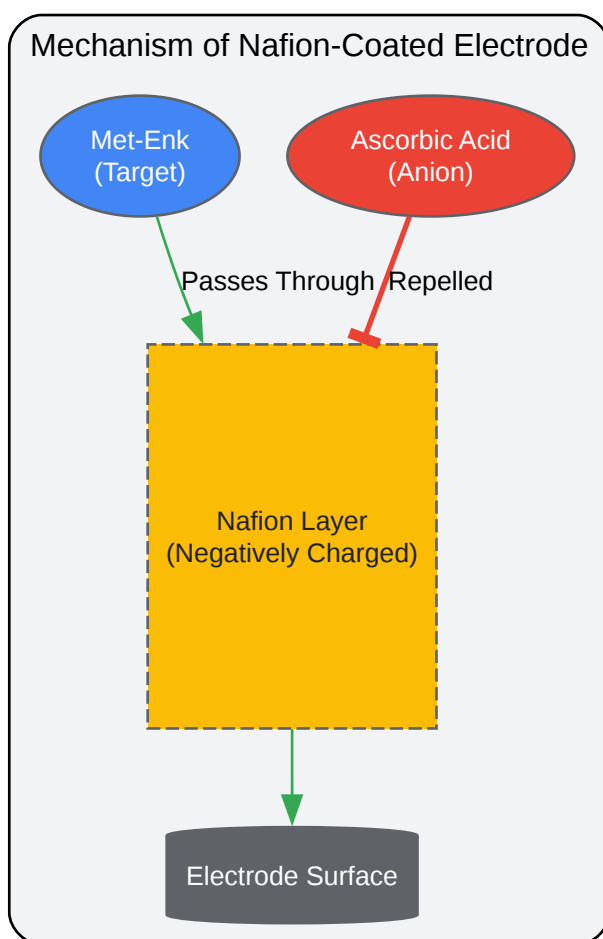 Mechanism of Nafion-Coated Electrode
Met-Enk
(Target)
Ascorbic Acid
(Anion)
Passes Through
Repelled
Nafion Layer
(Negatively Charged)
Electrode Surface